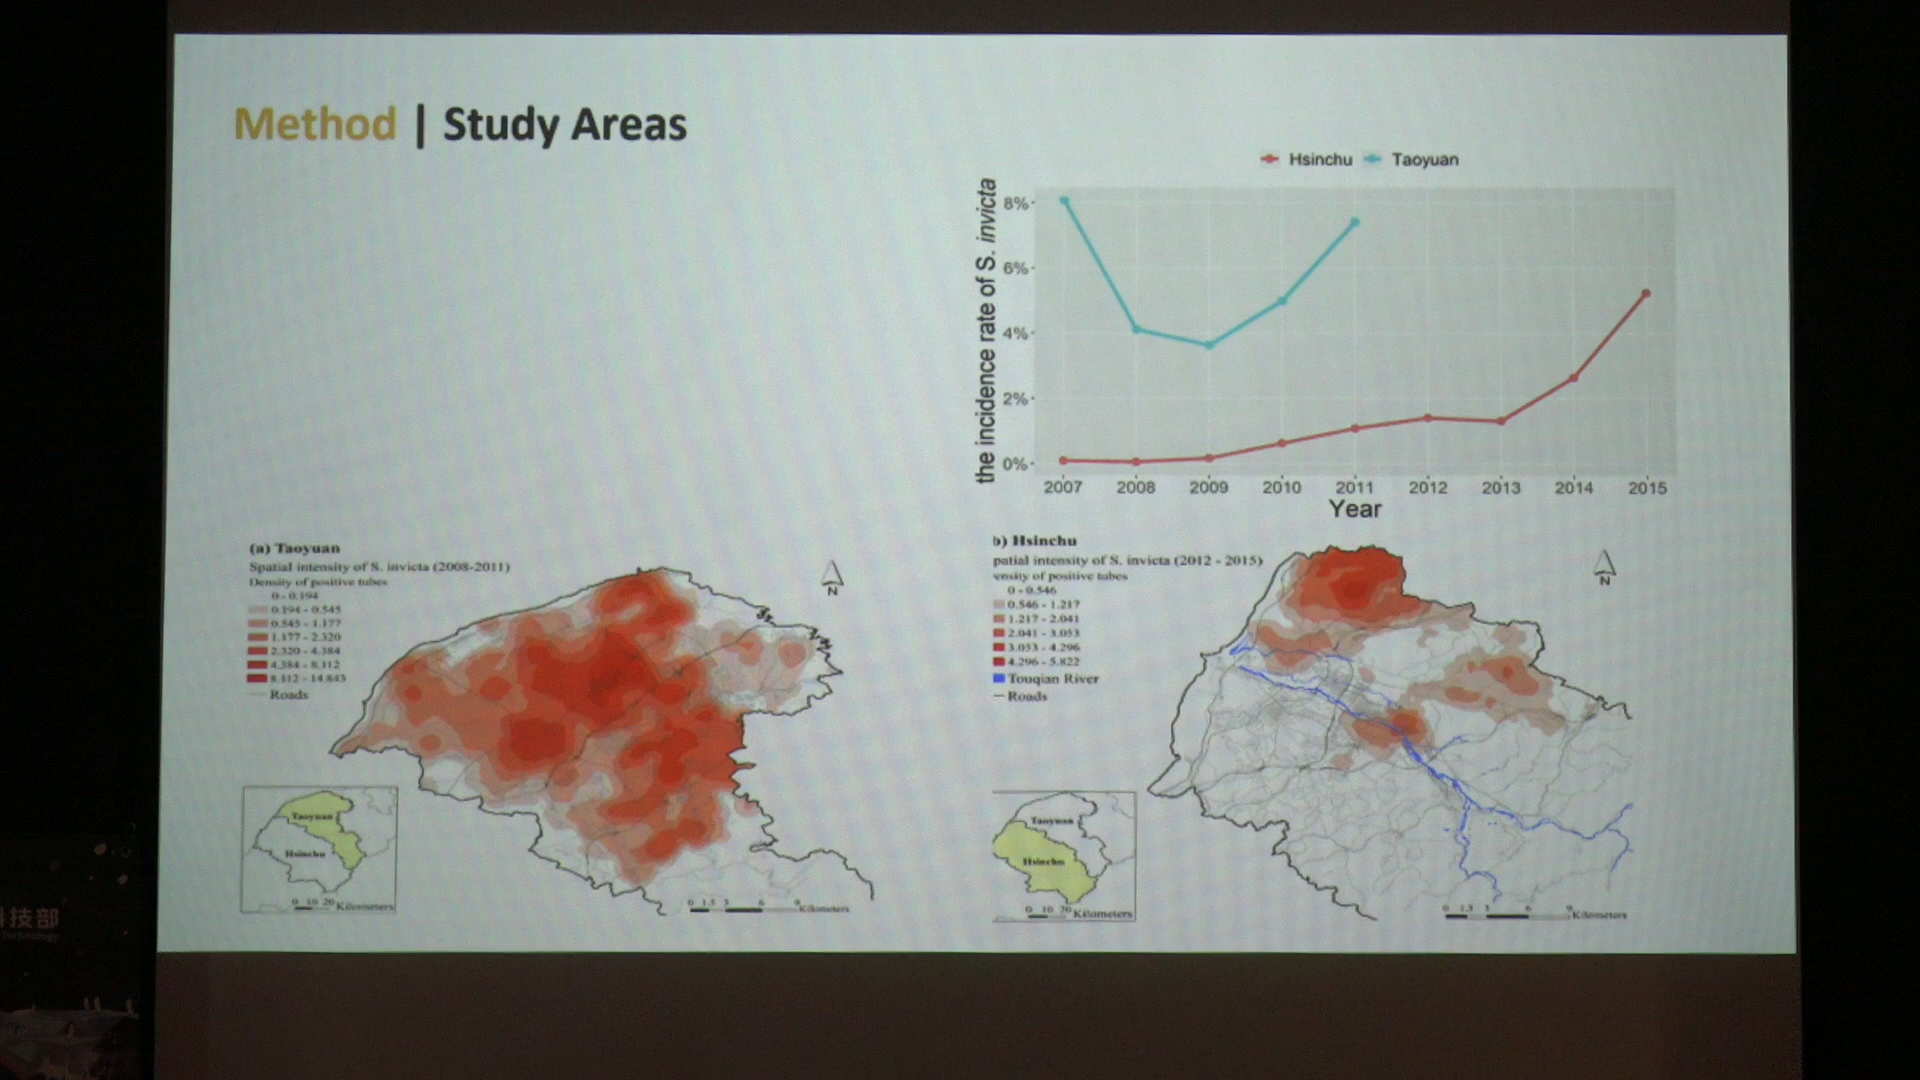 Method | Study Areas
Hsinchu Taoyuan
the incidence rate of S. invicta
8%
6%
4%
2%
0%
2007 2008 2009 2010 2011 2012 2013 2014 2015
Year
(a) Taoyuan
Spatial intensity of S. invicta (2008-2011)
Density of positive tubes
0 - 0.194
0.194 - 0.545
0.545 - 1.177
1.177 - 2.320
2.320 - 4.384
4.384 - 8.112
8.112 - 14.843
Roads
N
Taoyuan
Hsinchu
0 10 20 Kilometers
0 1.5 3 6 9 Kilometers
b) Hsinchu
patial intensity of S. invicta (2012 - 2015)
ensity of positive tubes
0 - 0.546
0.546 - 1.217
1.217 - 2.041
2.041 - 3.053
3.053 - 4.296
4.296 - 5.822
Touqian River
Roads
N
Taoyuan
Hsinchu
0 10 20 Kilometers
0 1.5 3 6 9 Kilometers
技部
Technology